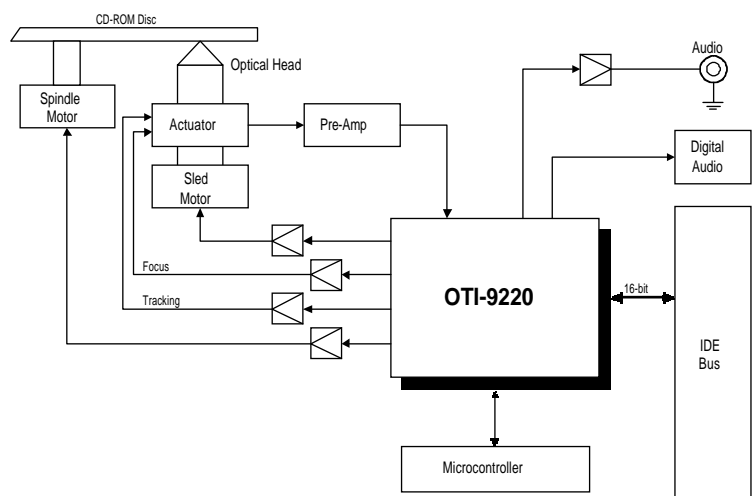 CD-ROM Disc
Audio
Optical Head
Spindle
Motor
Actuator
Pre-Amp
Digital
Audio
Sled
Motor
Focus
OTI-9220
16-bit
Tracking
IDE
Bus
Microcontroller